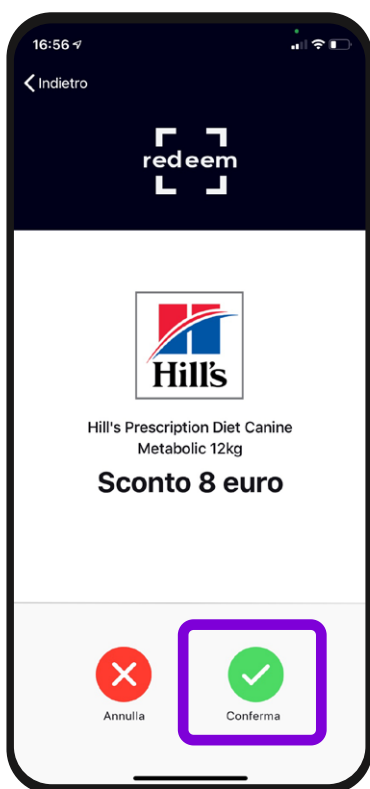 16:56
Indietro
redeem
Hill's
Hill's Prescription Diet Canine
Metabolic 12kg
Sconto 8 euro
Annulla
Conferma